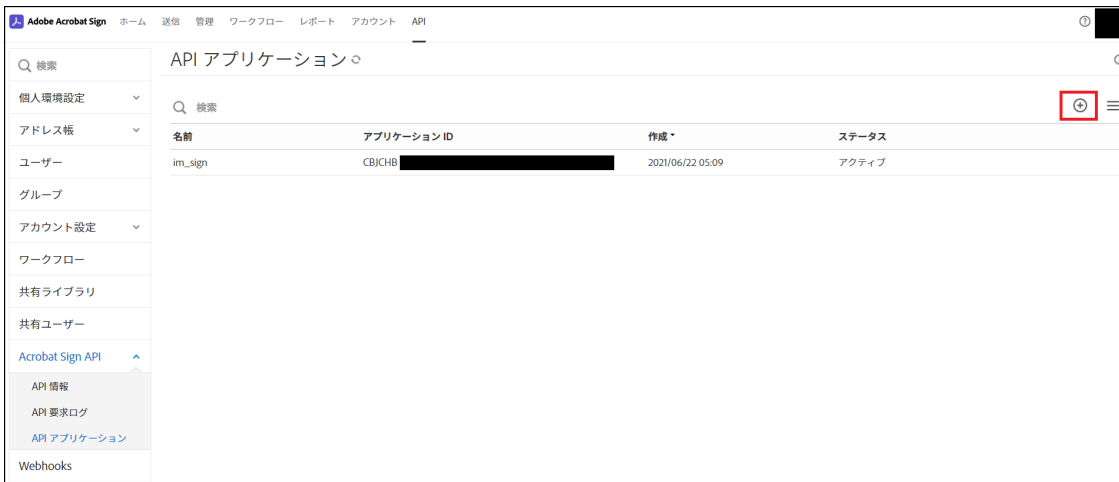 Adobe Acrobat Sign ホーム 送信 管理 ワークフロー レポート アカウント API
検索
個人環境設定
アドレス帳
ユーザー
グループ
アカウント設定
ワークフロー
共有ライブラリ
共有ユーザー
Acrobat Sign API
API 情報
API 要求ログ
API アプリケーション
Webhooks
API アプリケーション
検索
名前 アプリケーション ID 作成 ステータス
im_sign CBJCHB 2021/06/22 05:09 アクティブ